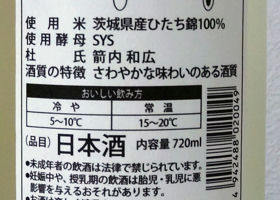 使用米 茨城県産ひたち錦100%
使用酵母 SYS
杜氏 箭内和広
酒質の特徴 さわやかな味わいのある酒質
おいしい飲み方
冷や 常温
5～10℃ 15～20℃
(品目) 日本酒 内容量 720ml
●未成年者の飲酒は法律で禁じられています。
●妊娠中や、授乳期の飲酒は胎児・乳児に悪
影響を与えるおそれがあります。
4942488020049